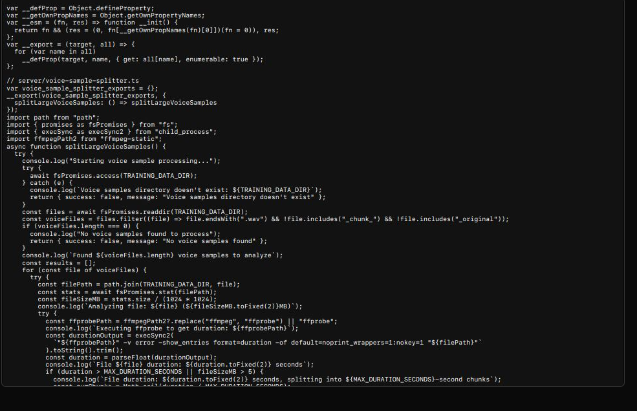 var __defProp = Object.defineProperty;
var __getOwnPropNames = Object.getOwnPropertyNames;
var __esm = (fn, res) => function __init() {
  return fn && (res = (0, fn[__getOwnPropNames(fn)[0]])(fn = 0)), res;
};
var __export = (target, all) => {
  for (var name in all)
    __defProp(target, name, { get: all[name], enumerable: true });
};

// server/voice-sample-splitter.ts
var voice_sample_splitter_exports = {};
__export(voice_sample_splitter_exports, {
  splitLargeVoiceSamples: () => splitLargeVoiceSamples
});
import path from "path";
import { promises as fsPromises } from "fs";
import { execSync as execSync2 } from "child_process";
import ffmpegPath2 from "ffmpeg-static";
async function splitLargeVoiceSamples() {
  try {
    console.log("Starting voice sample processing...");
    try {
      await fsPromises.access(TRAINING_DATA_DIR);
    } catch (e) {
      console.log(`Voice samples directory doesn't exist: ${TRAINING_DATA_DIR}`);
      return { success: false, message: "Voice samples directory doesn't exist" };
    }
    const files = await fsPromises.readdir(TRAINING_DATA_DIR);
    const voiceFiles = files.filter((file) => file.endsWith(".wav") && !file.includes("_chunk_") && !file.includes("_original"));
    if (voiceFiles.length === 0) {
      console.log("No voice samples found to process");
      return { success: false, message: "No voice samples found" };
    }
    console.log(`Found ${voiceFiles.length} voice samples to analyze`);
    const results = [];
    for (const file of voiceFiles) {
      try {
        const filePath = path.join(TRAINING_DATA_DIR, file);
        const stats = await fsPromises.stat(filePath);
        const fileSizeMB = stats.size / (1024 * 1024);
        console.log(`Analyzing file: ${file} (${fileSizeMB.toFixed(2)}MB)`);
        try {
          const ffprobePath = ffmpegPath2?.replace("ffmpeg", "ffprobe") || "ffprobe";
          console.log(`Executing ffprobe to get duration: ${ffprobePath}`);
          const durationOutput = execSync2(
            `"${ffprobePath}" -v error -show_entries format=duration -of default=noprint_wrappers=1:nokey=1 "${filePath}"`
          ).toString().trim();
          const duration = parseFloat(durationOutput);
          console.log(`File ${file} duration: ${duration.toFixed(2)} seconds`);
          if (duration > MAX_DURATION_SECONDS || fileSizeMB > 5) {
            console.log(`File duration: ${duration.toFixed(2)} seconds, splitting into ${MAX_DURATION_SECONDS}-second chunks`);